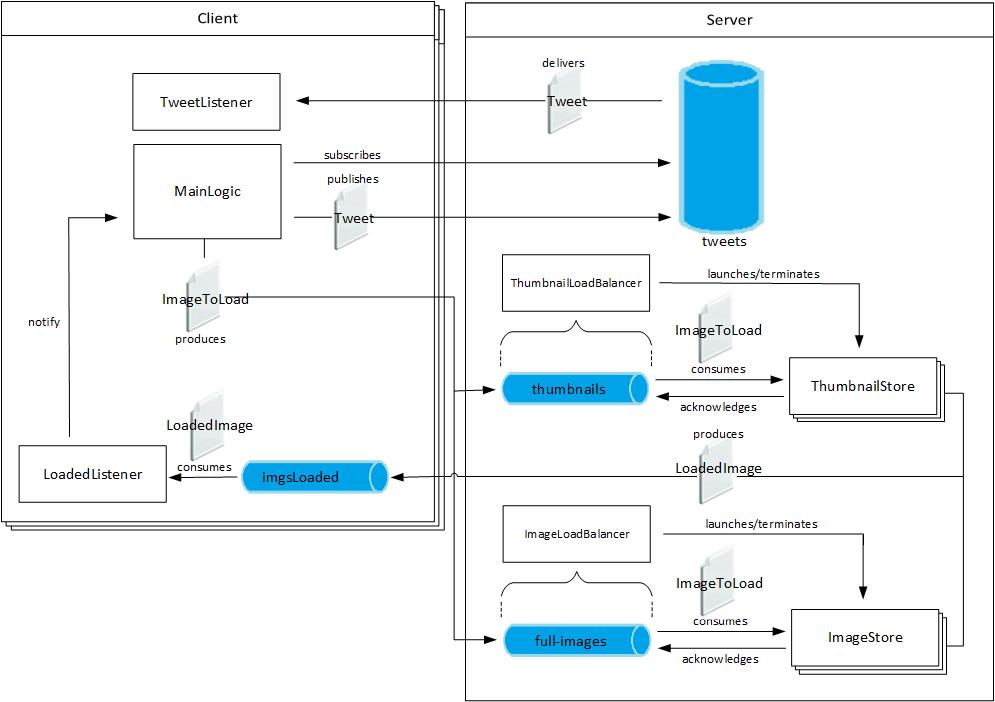 Client
TweetListener
MainLogic
subscribes
publishes
Tweet
ImageToLoad
produces
notify
LoadedImage
LoadedListener
consumes
imgsLoaded
Server
delivers
Tweet
tweets
ThumbnailLoadBalancer
launches/terminates
ImageToLoad
thumbnails
consumes
acknowledges
ThumbnailStore
produces
LoadedImage
ImageLoadBalancer
launches/terminates
ImageToLoad
full-images
consumes
acknowledges
ImageStore